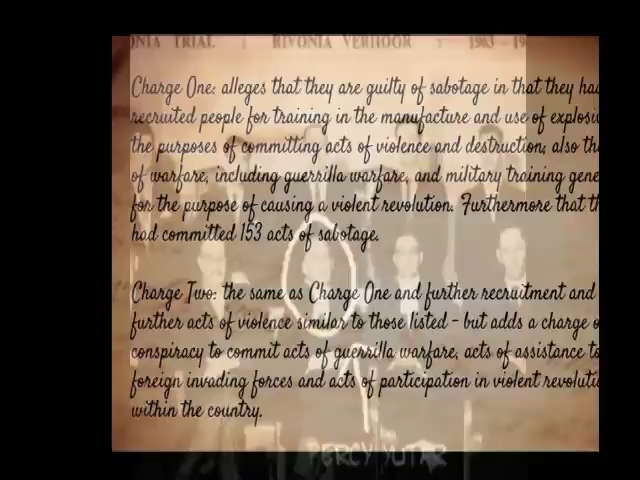 TRIAL : RIVONIA VERHOOR : 1963 - 19
Charge One: alleges that they are guilty of sabotage in that they had
recruited people for training in the manufacture and use of explosi
the purposes of committing acts of violence and destruction; also th
of warfare, including guerrilla warfare, and military training gene
for the purpose of causing a violent revolution. Furthermore that th
had committed 153 acts of sabotage.
Charge Two: the same as Charge One and further recruitment and
further acts of violence similar to those listed - but adds a charge o
conspiracy to commit acts of guerrilla warfare, acts of assistance to
foreign invading forces and acts of participation in violent revoluti
within the country.
PERCY YUTAR